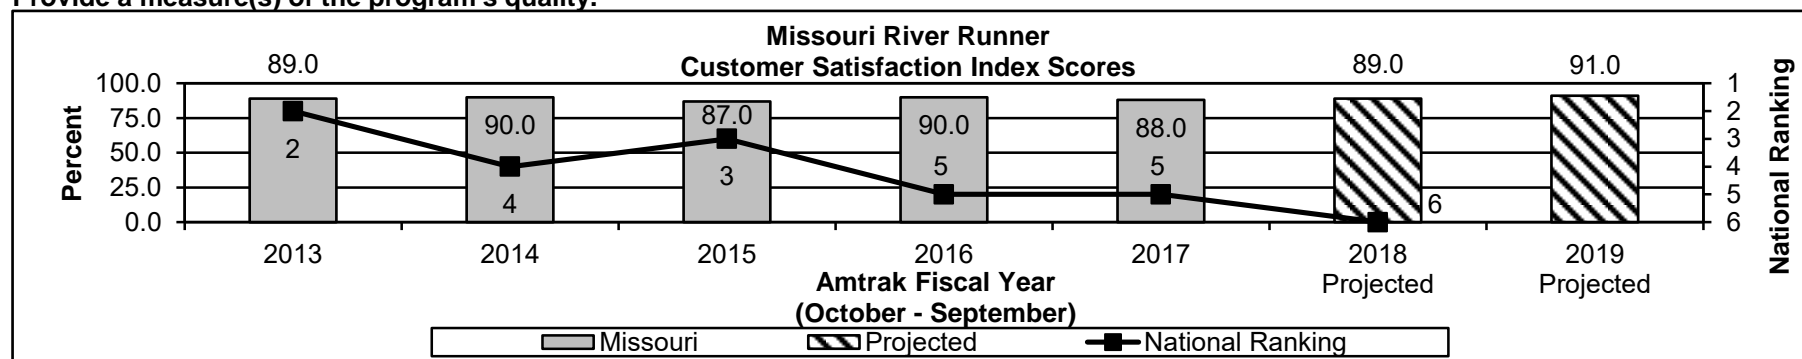 Provide a measure(s) of the program's quality.
Missouri River Runner
Customer Satisfaction Index Scores
89.0 89.0 91.0
100.0 1
75.0 90.0 87.0 90.0 88.0 2
50.0 2 3 5 5 3
25.0 4 6 4
5
0.0 6
Percent
National Ranking
2013 2014 2015 2016 2017 2018 2019
Projected Projected
Amtrak Fiscal Year
(October - September)
Missouri Projected National Ranking